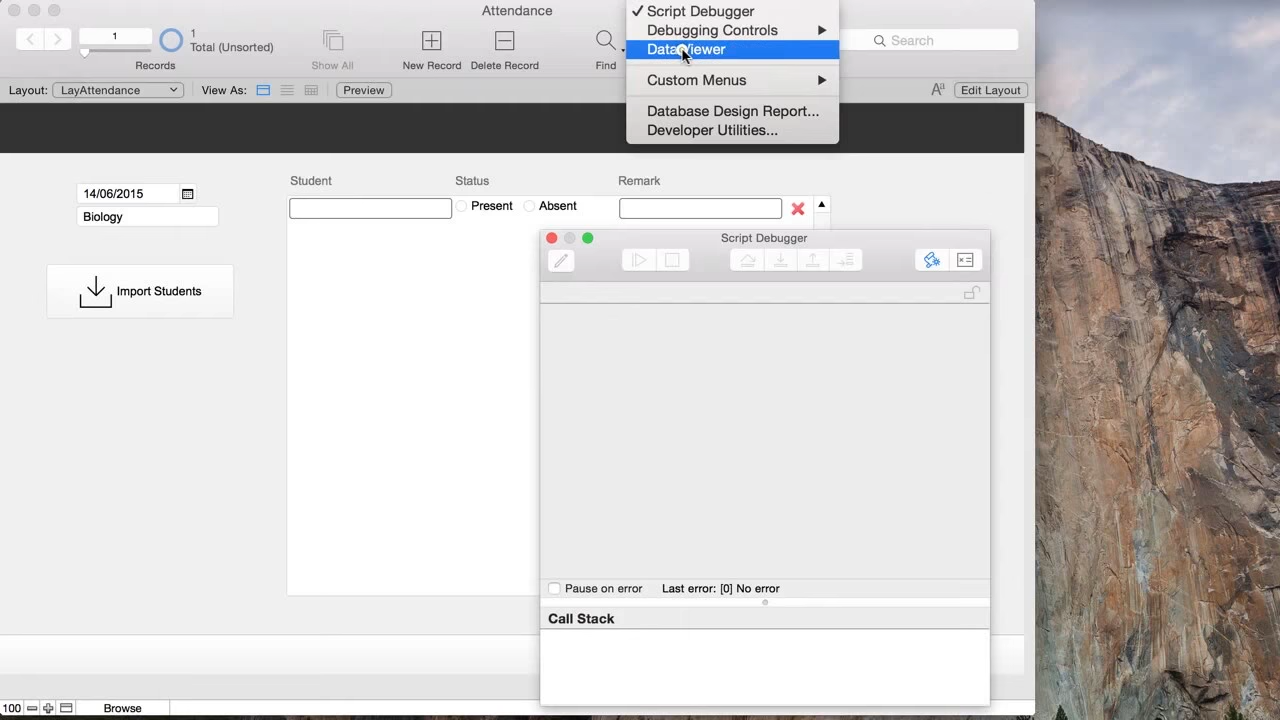 Attendance
1
1
Total (Unsorted)
Records
Show All
New Record
Delete Record
Find
Search
Script Debugger
Debugging Controls
Data Viewer
Custom Menus
Database Design Report...
Developer Utilities...
Layout:
LayAttendance
View As:
Preview
Aa
Edit Layout
14/06/2015
Biology
Import Students
Student
Status
Remark
Present
Absent
Script Debugger
Pause on error
Last error: [0] No error
Call Stack
100
Browse